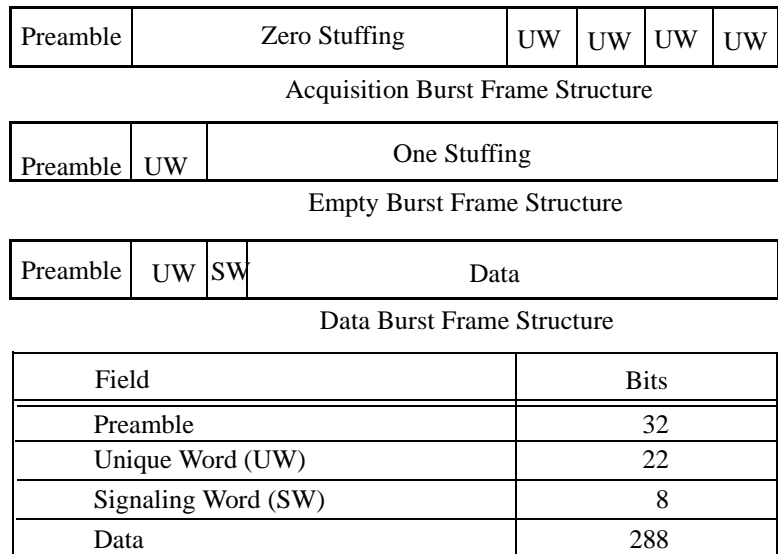 Preamble Zero Stuffing UW UW UW UW
Acquisition Burst Frame Structure
Preamble UW One Stuffing
Empty Burst Frame Structure
Preamble UW SW Data
Data Burst Frame Structure
Field Bits
Preamble 32
Unique Word (UW) 22
Signaling Word (SW) 8
Data 288